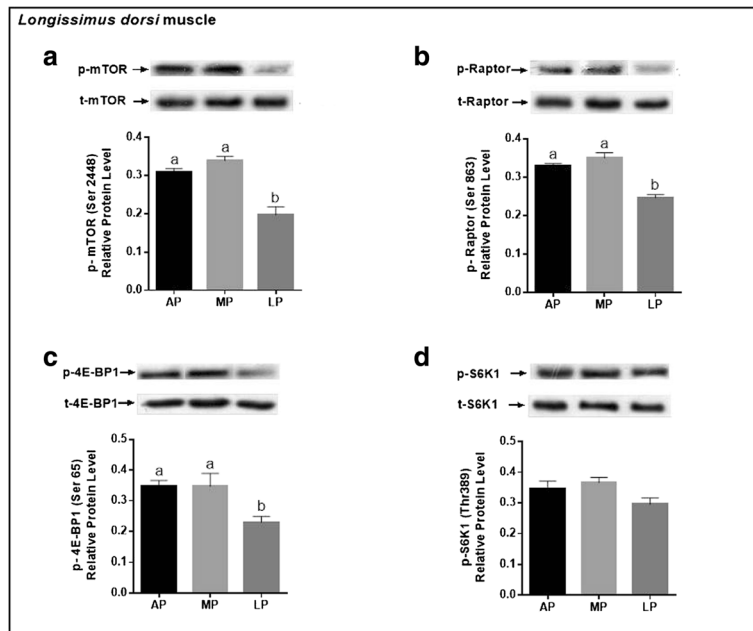 Longissimus dorsi muscle
a
p-mTOR
t-mTOR
p- mTOR (Ser 2448)
Relative Protein Level
0.4
0.3
0.2
0.1
0.0
a
a
b
AP
MP
LP
b
p-Raptor
t-Raptor
p- Raptor (Ser 863)
Relative Protein Level
0.4
0.3
0.2
0.1
0.0
a
a
b
AP
MP
LP
c
p-4E-BP1
t-4E-BP1
p- 4E-BP1 (Ser 65)
Relative Protein Level
0.5
0.4
0.3
0.2
0.1
0.0
a
a
b
AP
MP
LP
d
p-S6K1
t-S6K1
p-S6K1 (Thr389)
Relative Protein Level
0.5
0.4
0.3
0.2
0.1
0.0
AP
MP
LP